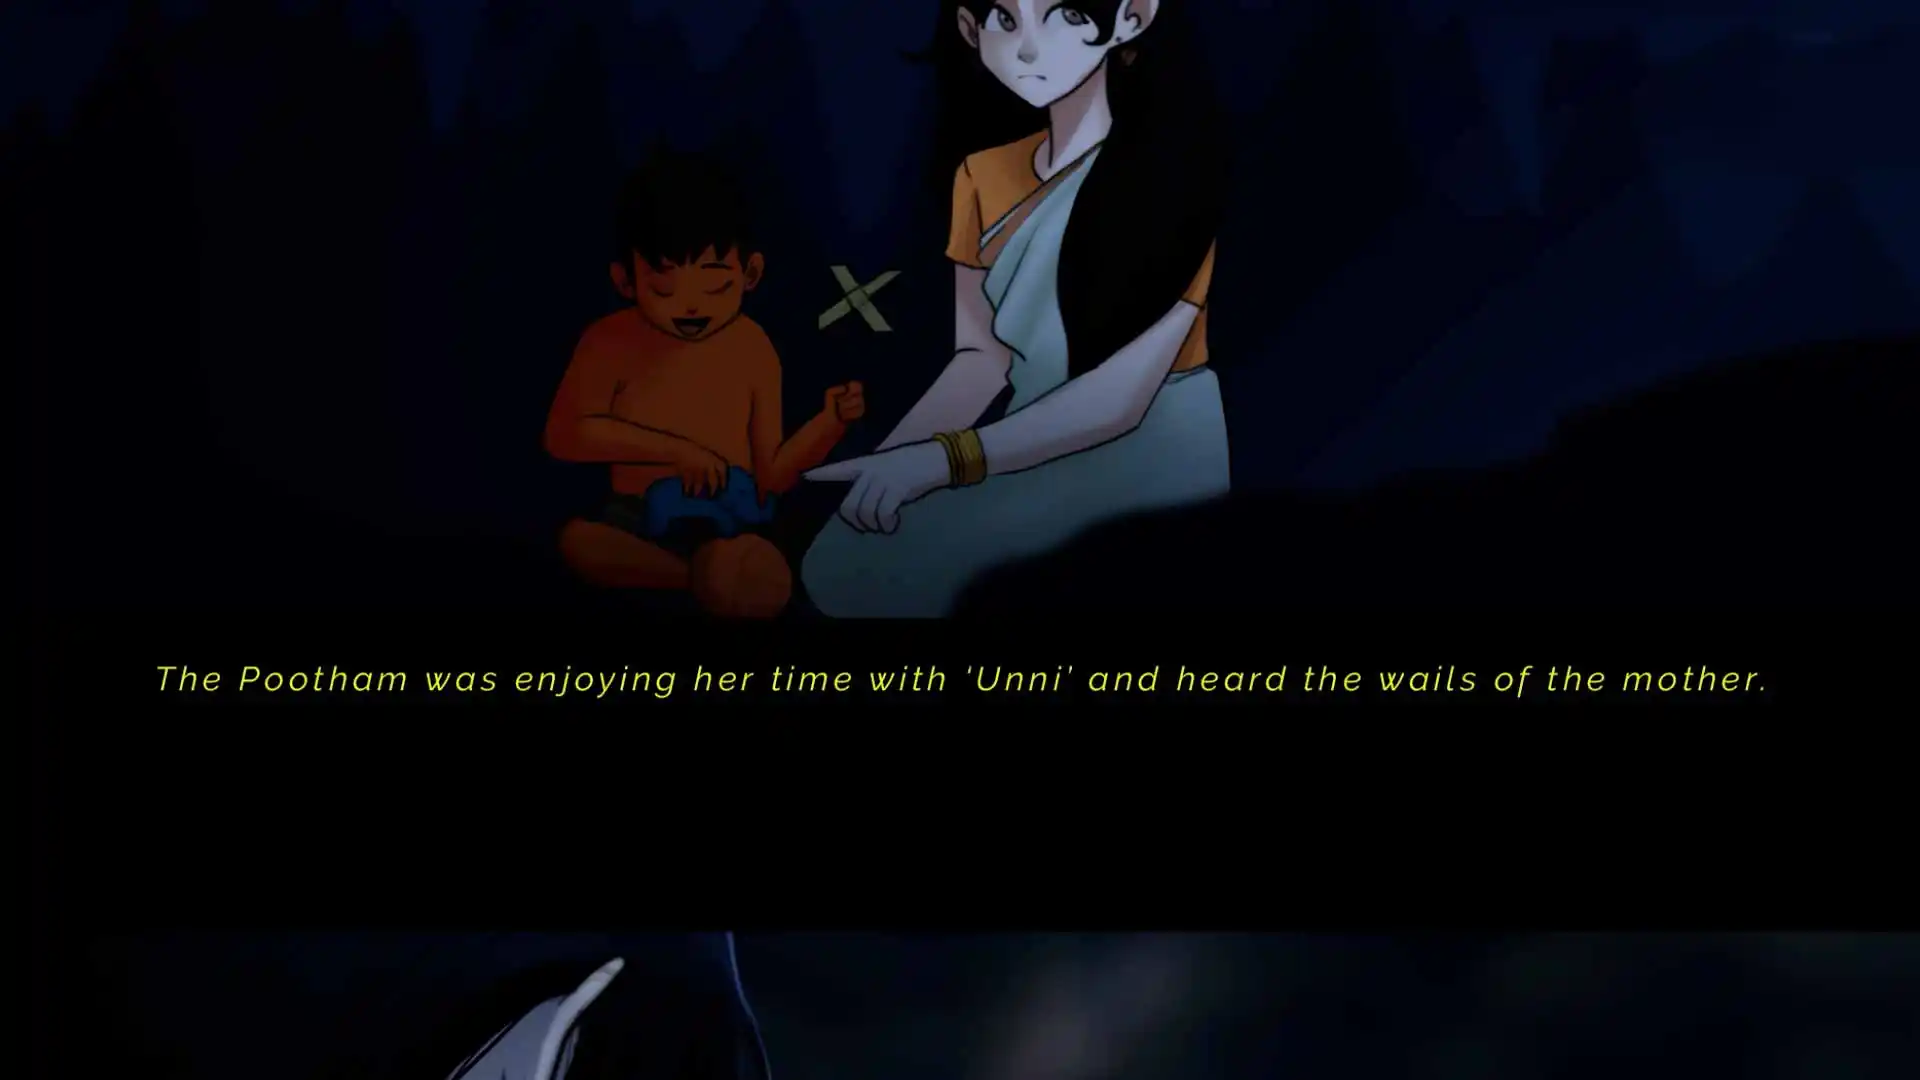 The Pootham was enjoying her time with ‘Unni’ and heard the wails of the mother.